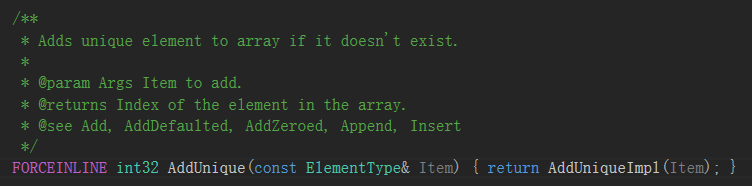 /**
* Adds unique element to array if it doesn't exist.
*
* @param Args Item to add.
* @returns Index of the element in the array.
* @see Add, AddDefaulted, AddZeroed, Append, Insert
*/
FORCEINLINE int32 AddUnique(const ElementType& Item) { return AddUniqueImpl(Item); }